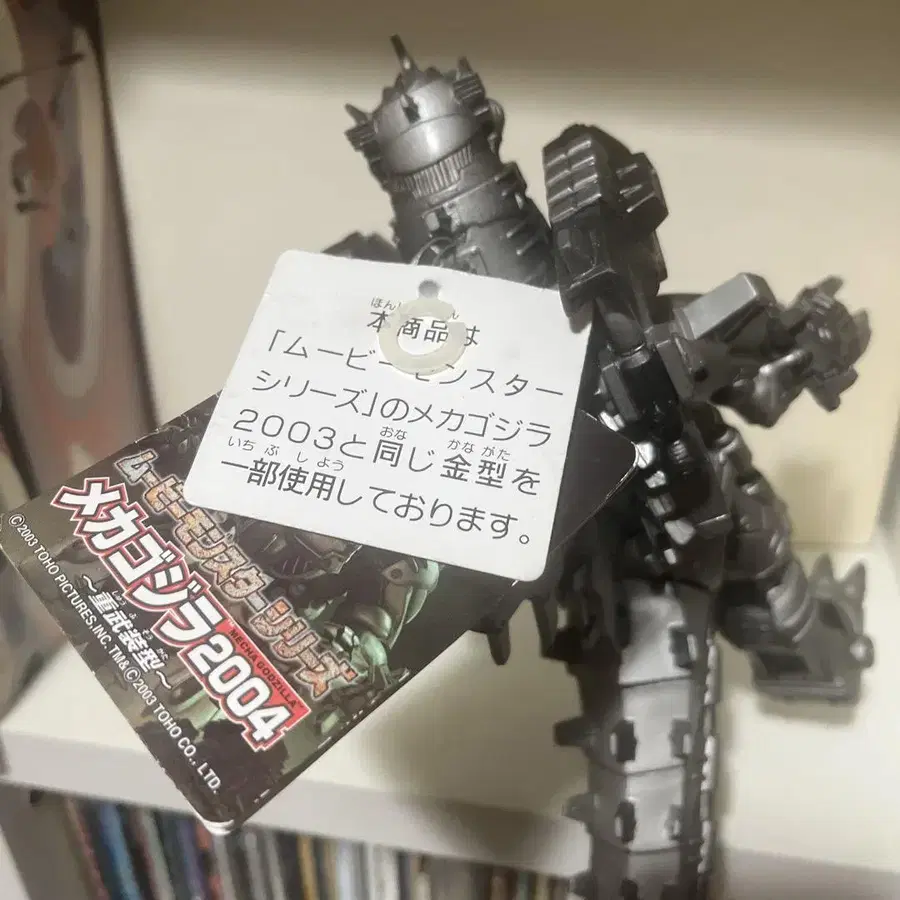 ほん
ん
本商品は
「ムービーモンスター
シリーズ」のメカゴジラ
おな
かながた
2003と同じ金型を
いちぶしよう
一部使用しております。
ムービーモンスターシリーズ
メカゴジラ2004
MECHA GODZILLA
～重武装型～
©2003 TOHO PICTURES,INC. TM&©2003 TOHO CO., LTD.